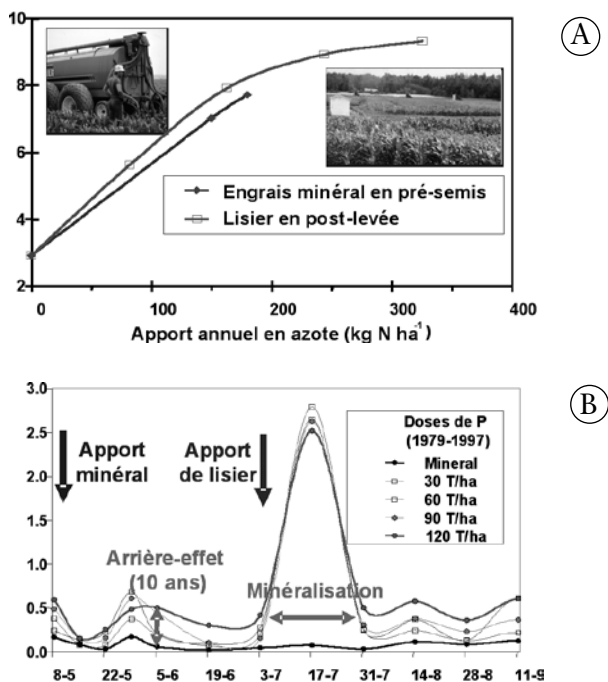 A
10
8
6
4
2
Engrais minéral en pré-semis
Lisier en post-levée
0 100 200 300 400
Apport annuel en azote (kg N ha⁻¹)
B
3.0
2.5
2.0
1.5
1.0
0.5
0.0
Apport
minéral
Apport
de lisier
Doses de P
(1979-1997)
Mineral
30 T/ha
60 T/ha
90 T/ha
120 T/ha
Arrière-effet
(10 ans)
Minéralisation
8-5 22-5 5-6 19-6 3-7 17-7 31-7 14-8 28-8 11-9